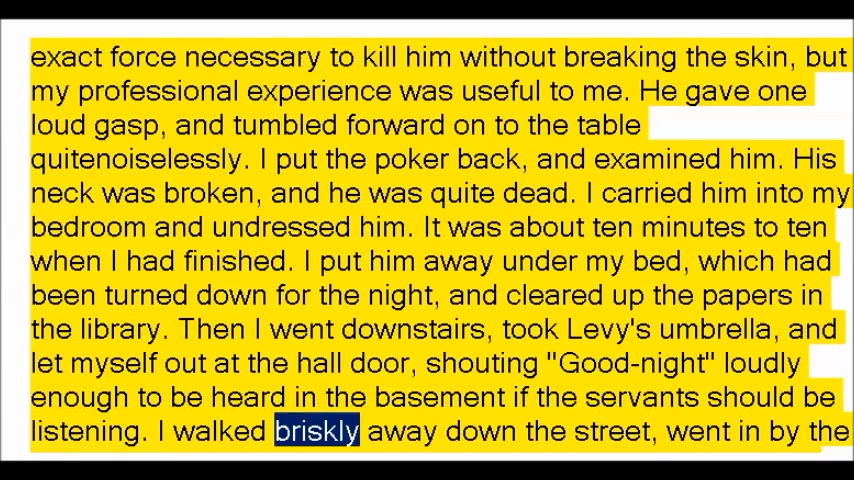 exact force necessary to kill him without breaking the skin, but
my professional experience was useful to me. He gave one
loud gasp, and tumbled forward on to the table
quitenoiselessly. I put the poker back, and examined him. His
neck was broken, and he was quite dead. I carried him into my
bedroom and undressed him. It was about ten minutes to ten
when I had finished. I put him away under my bed, which had
been turned down for the night, and cleared up the papers in
the library. Then I went downstairs, took Levy's umbrella, and
let myself out at the hall door, shouting "Good-night" loudly
enough to be heard in the basement if the servants should be
listening. I walked briskly away down the street, went in by the